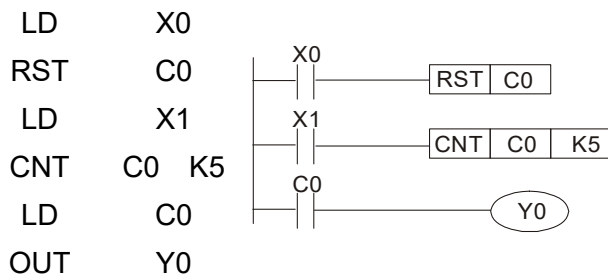 LD X0
RST C0
LD X1
CNT C0 K5
LD C0
OUT Y0
X0
RST C0
X1
CNT C0 K5
C0
Y0